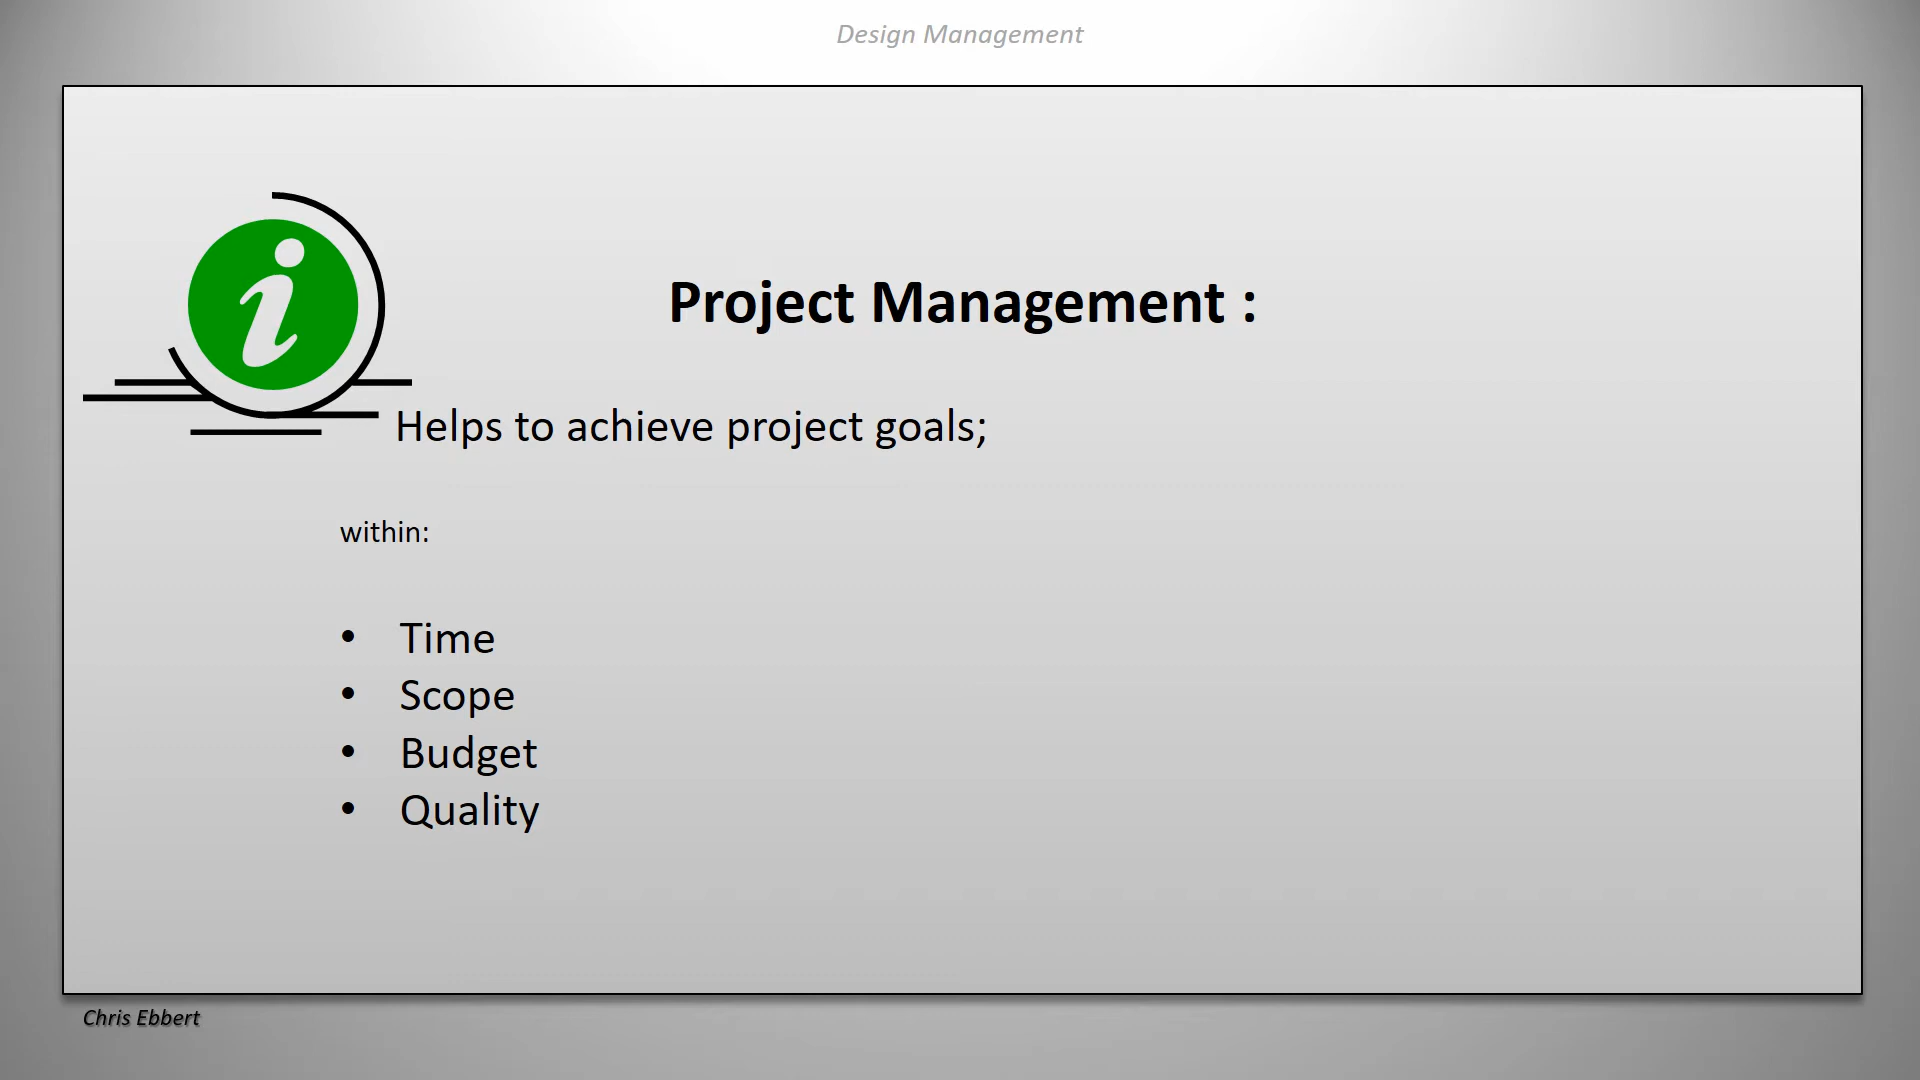 Design Management
Project Management :
Helps to achieve project goals;
within:
• Time
• Scope
• Budget
• Quality
Chris Ebbert